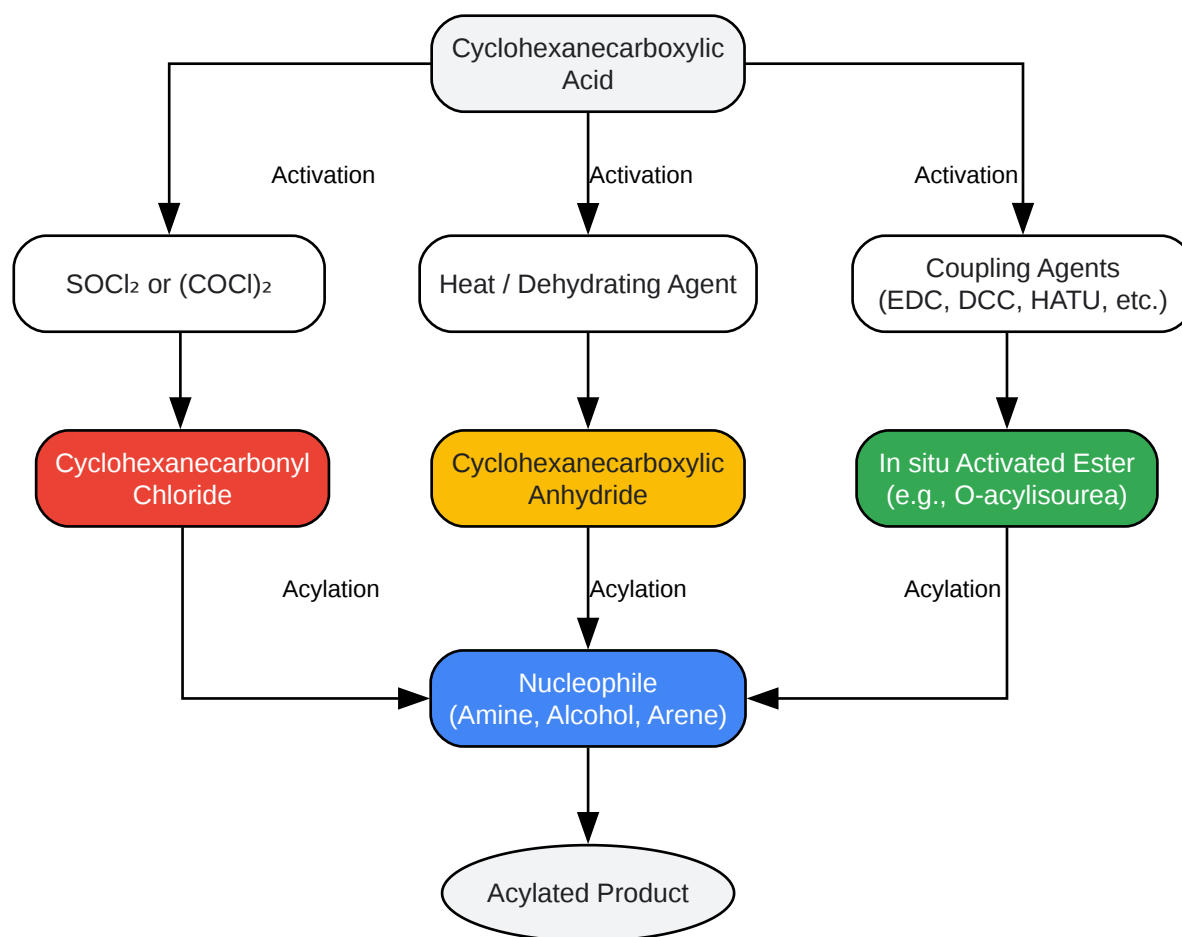 Cyclohexanecarboxylic
Acid
Activation
Activation
Activation
SOCl₂ or (COCl)₂
Heat / Dehydrating Agent
Coupling Agents
(EDC, DCC, HATU, etc.)
Cyclohexanecarbonyl
Chloride
Cyclohexanecarboxylic
Anhydride
In situ Activated Ester
(e.g., O-acylisourea)
Acylation
Acylation
Acylation
Nucleophile
(Amine, Alcohol, Arene)
Acylated Product